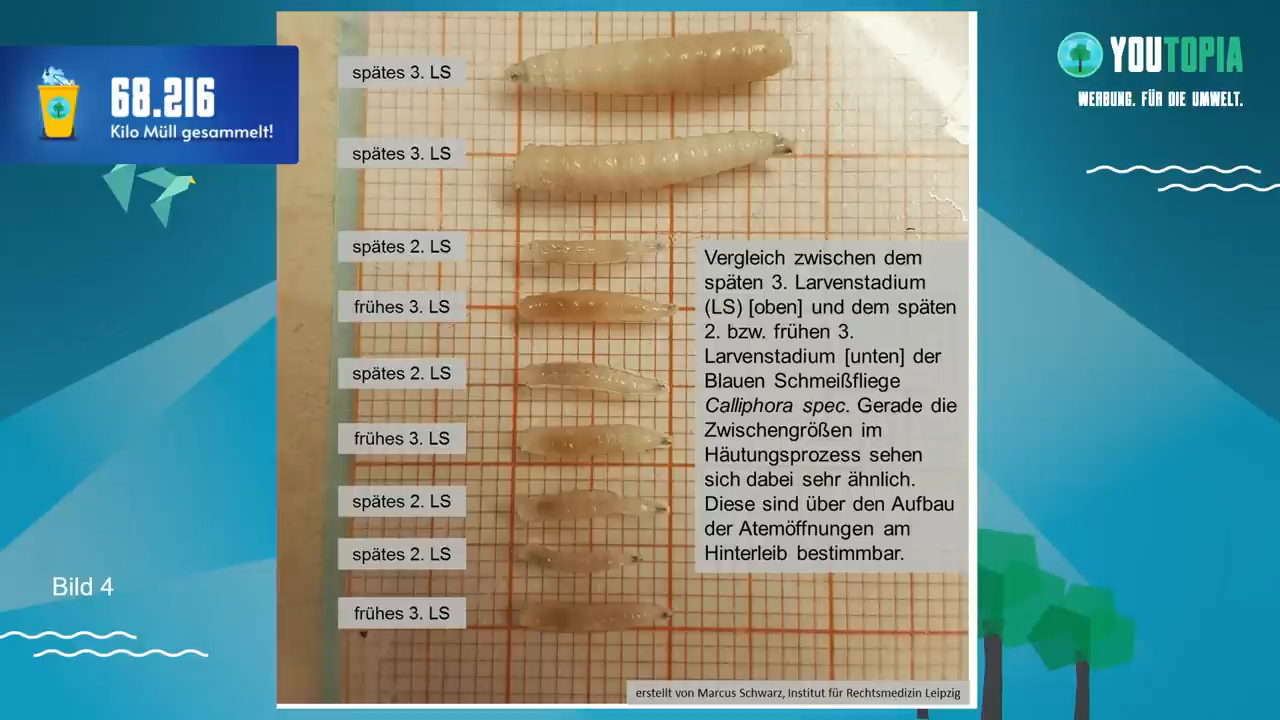 68.216
Kilo Müll gesammelt!
YOUTOPIA
WERBUNG. FÜR DIE UMWELT.
spätes 3. LS
spätes 3. LS
spätes 2. LS
frühes 3. LS
spätes 2. LS
frühes 3. LS
spätes 2. LS
spätes 2. LS
frühes 3. LS
Vergleich zwischen dem
späten 3. Larvenstadium
(LS) [oben] und dem späten
2. bzw. frühen 3.
Larvenstadium [unten] der
Blauen Schmeißfliege
Calliphora spec. Gerade die
Zwischengrößen im
Häutungsprozess sehen
sich dabei sehr ähnlich.
Diese sind über den Aufbau
der Atemöffnungen am
Hinterleib bestimmbar.
Bild 4
erstellt von Marcus Schwarz, Institut für Rechtsmedizin Leipzig